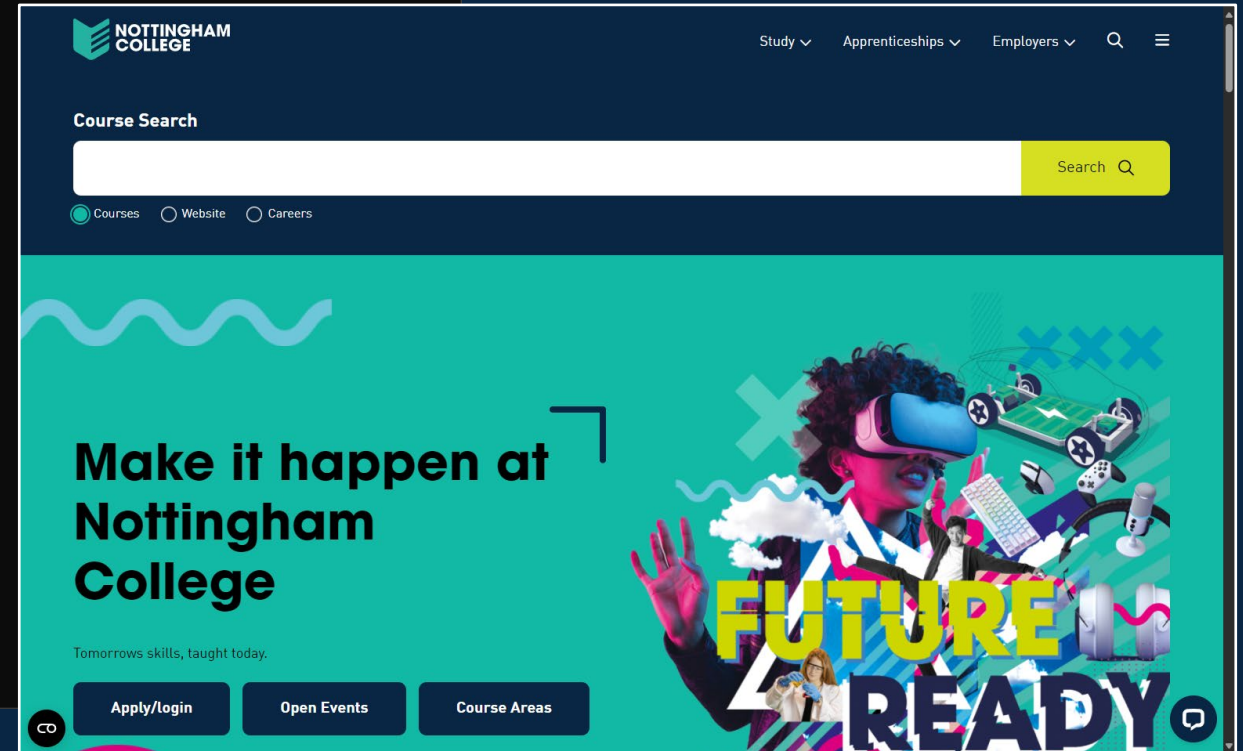 NOTTINGHAM
COLLEGE
Study
Apprenticeships
Employers
Course Search
Search
Courses
Website
Careers
Make it happen at
Nottingham
College
Tomorrows skills, taught today.
Apply/login
Open Events
Course Areas
FUTURE
READY